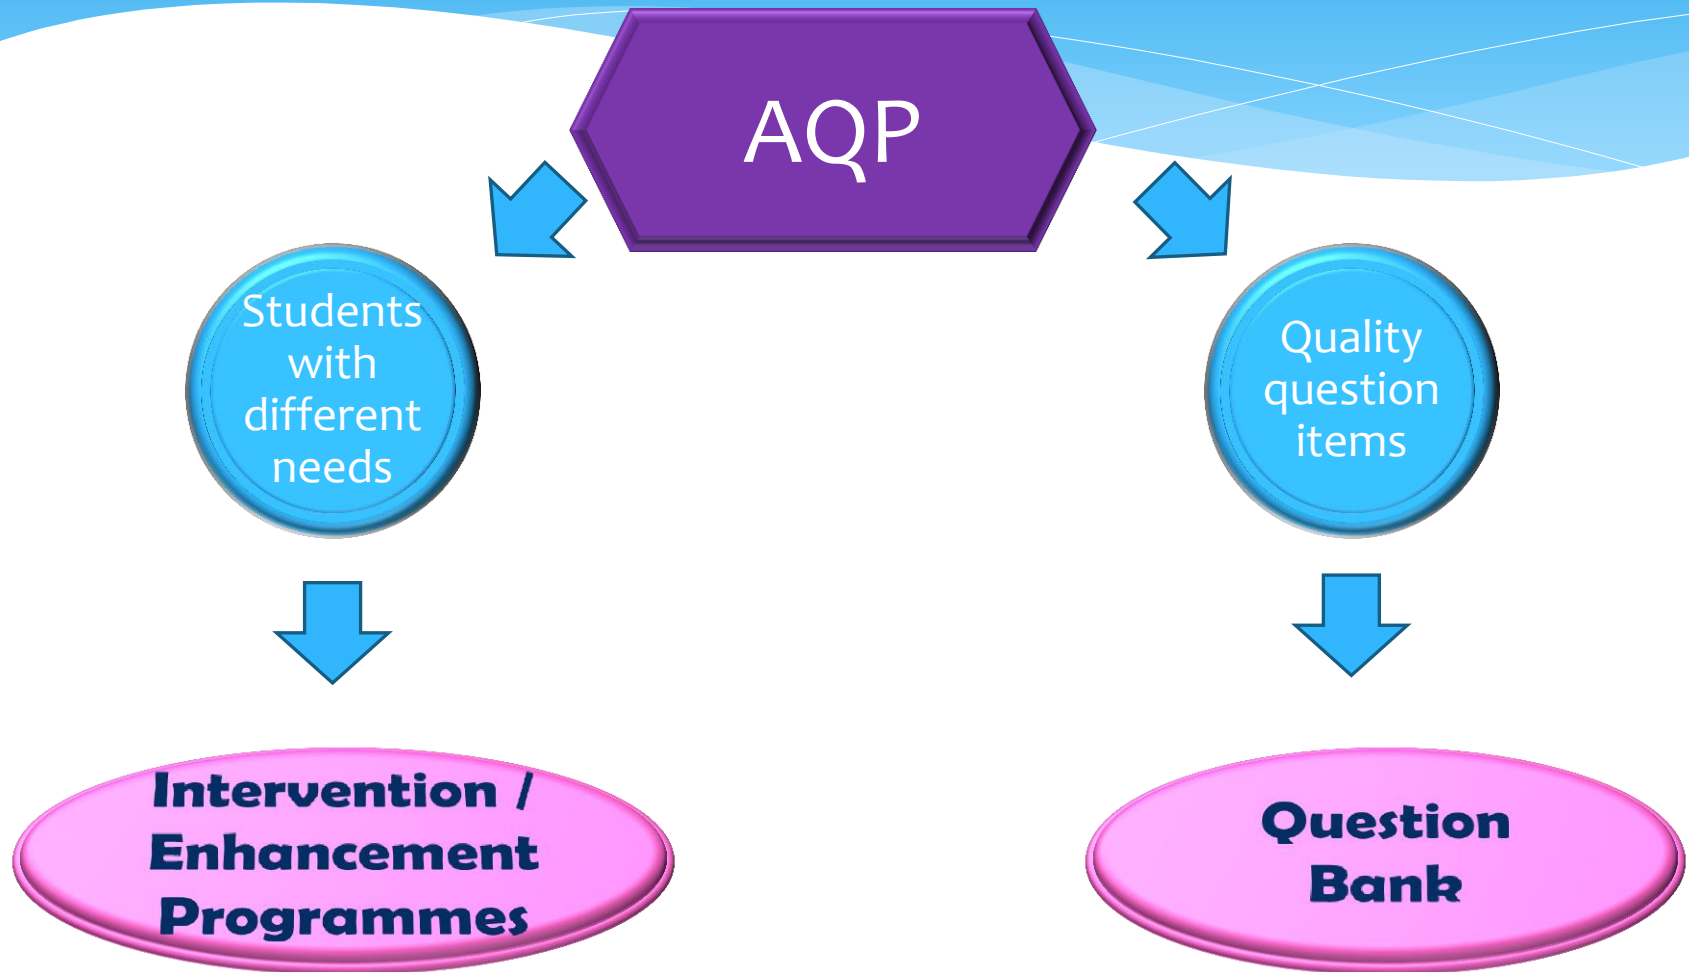 AQP
Students
with
different
needs
Quality
question
items
Intervention /
Enhancement
Programmes
Question
Bank